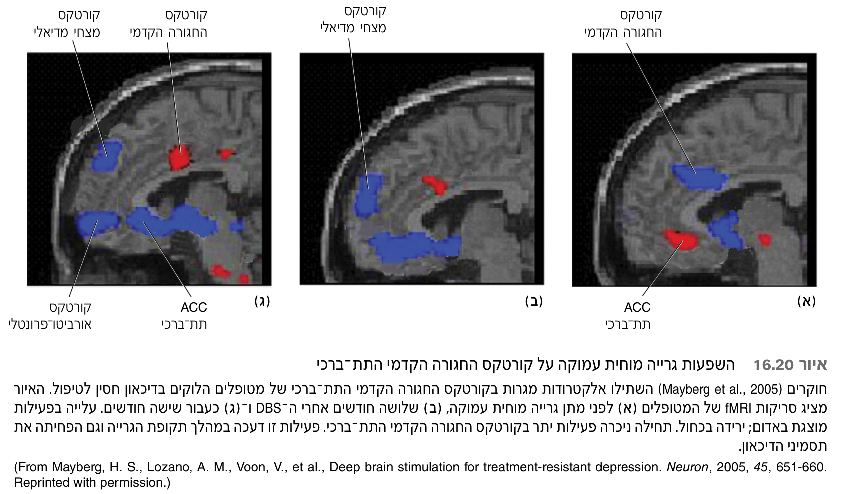 קורטקס
מצחי מדיאלי
קורטקס
החגורה הקדמי
קורטקס
מצחי מדיאלי
קורטקס
החגורה הקדמי
קורטקס
אורביטו־פרונטלי
ACC
תת־ברכי
(ג)
(ב)
ACC
תת־ברכי
(א)
איור 16.20 השפעות גרייה מוחית עמוקה על קורטקס החגורה הקדמי התת־ברכי
חוקרים (Mayberg et al., 2005) השתילו אלקטרודות מגרות בקורטקס החגורה הקדמי התת־ברכי של מטופלים הלוקים בדיכאון חסין לטיפול. האיור
מציג סריקות fMRI של המטופלים (א) לפני מתן גרייה מוחית עמוקה, (ב) שלושה חודשים אחרי ה־DBS ו־(ג) כעבור שישה חודשים. עלייה בפעילות
מוצגת באדום; ירידה בכחול. תחילה ניכרה פעילות יתר בקורטקס החגורה הקדמי התת־ברכי. פעילות זו דעכה במהלך תקופת הגרייה וגם הפחיתה את
תסמיני הדיכאון.
(From Mayberg, H. S., Lozano, A. M., Voon, V., et al., Deep brain stimulation for treatment-resistant depression. Neuron, 2005, 45, 651-660.
Reprinted with permission.)